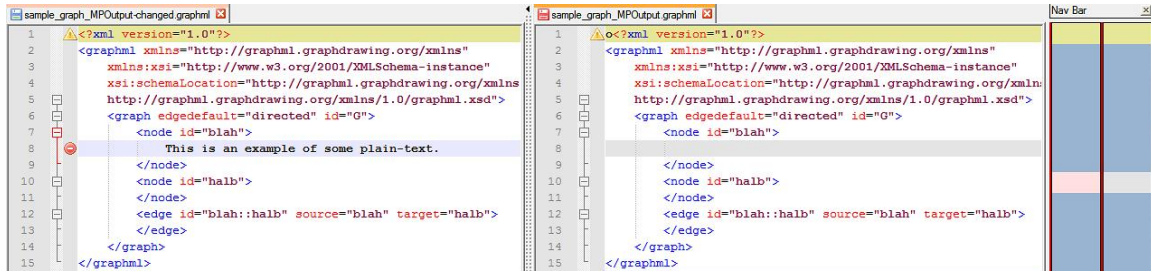 sample_graph_MPOutput-changed.graphml
1 <?xml version="1.0"?>
2 <graphml xmlns="http://graphml.graphdrawing.org/xmlns"
3 xmlns:xsi="http://www.w3.org/2001/XMLSchema-instance"
4 xsi:schemaLocation="http://graphml.graphdrawing.org/xmlns
5 http://graphml.graphdrawing.org/xmlns/1.0/graphml.xsd">
6 <graph edgedefault="directed" id="G">
7 <node id="blah">
8 This is an example of some plain-text.
9 </node>
10 <node id="halb">
11 </node>
12 <edge id="blah::halb" source="blah" target="halb">
13 </edge>
14 </graph>
15 </graphml>
sample_graph_MPOutput.graphml
1 o<?xml version="1.0"?>
2 <graphml xmlns="http://graphml.graphdrawing.org/xmlns"
3 xmlns:xsi="http://www.w3.org/2001/XMLSchema-instance"
4 xsi:schemaLocation="http://graphml.graphdrawing.org/xmln
5 http://graphml.graphdrawing.org/xmlns/1.0/graphml.xsd">
6 <graph edgedefault="directed" id="G">
7 <node id="blah">
8
9 </node>
10 <node id="halb">
11 </node>
12 <edge id="blah::halb" source="blah" target="halb">
13 </edge>
14 </graph>
15 </graphml>
Nav Bar